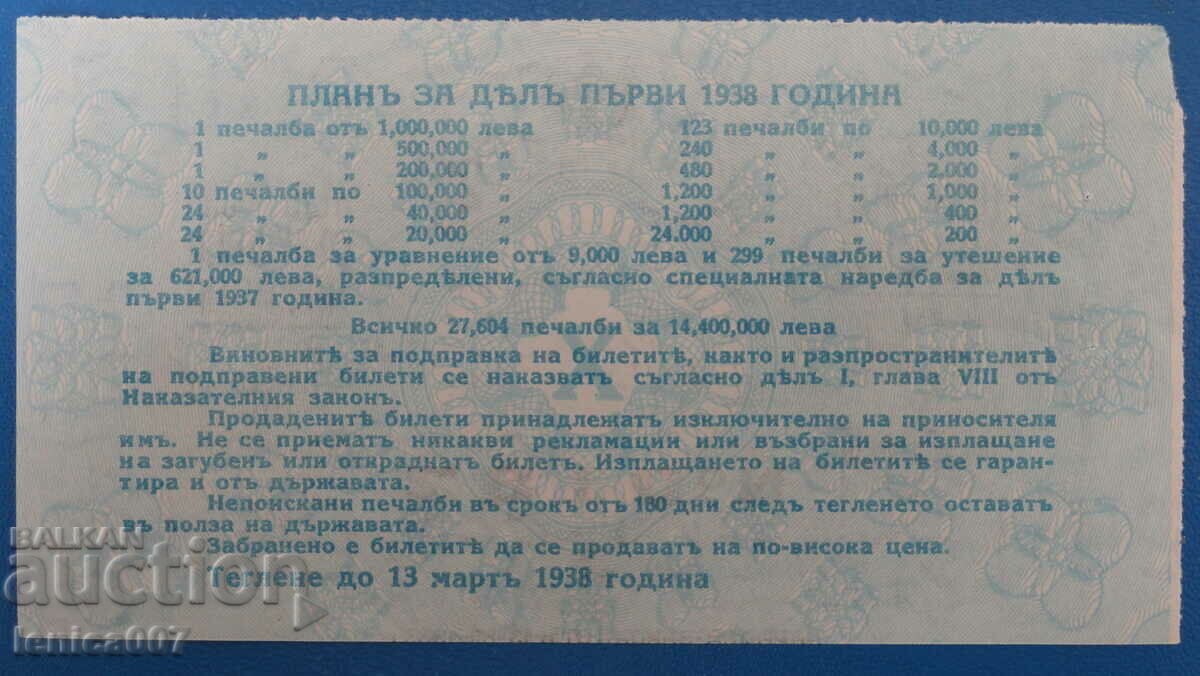 ПЛАНЪ ЗА ДѢЛЪ ПЪРВИ 1938 ГОДИНА
1 печалба отъ 1,000,000 лева 123 печалби по 10,000 лева
1 „ „ 500,000 „ 240 „ „ 4,000 „
1 „ „ 200,000 „ 480 „ „ 2.000 „
10 печалби по 100,000 „ 1,200 „ „ 1,000 „
24 „ „ 40,000 „ 1,200 „ „ 400 „
24 „ „ 20,000 „ 24.000 „ „ 200 „
1 печалба за уравнение отъ 9,000 лева и 299 печалби за утешение
за 621,000 лева, разпредѣлени, съгласно специалната наредба за дѣлъ
първи 1937 година.
Всичко 27,604 печалби за 14,400,000 лева
Виновнитѣ за подправка на билетитѣ, както и разпространителитѣ
на подправени билети се наказватъ съгласно дѣлъ I, глава VIII отъ
Наказателния законъ.
Продаденитѣ билети принадлежатъ изключително на приносителя
имъ. Не се приематъ никакви рекламации или възбрани за изплащане
на загубенъ или откраднатъ билетъ. Изплащането на билетитѣ се гаран-
тира и отъ държавата.
Непоискани печалби въ срокъ отъ 180 дни следъ тегленето оставатъ
въ полза на държавата.
Забранено е билетитѣ да се продаватъ на по-висока цена.
Теглене до 13 мартъ 1938 година
BALKAN
auction
lenica007